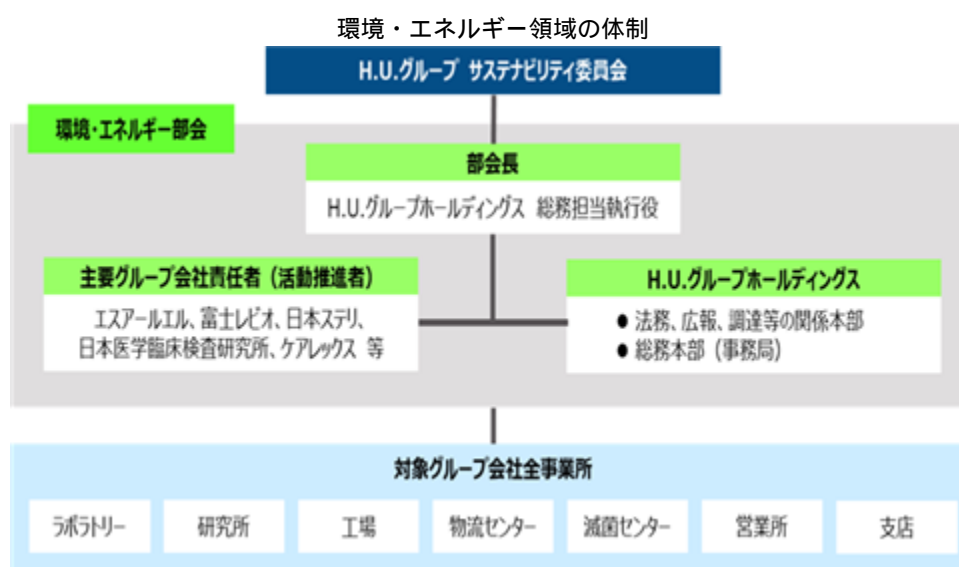 環境・エネルギー領域の体制
H.U.グループ サステナビリティ委員会
環境・エネルギー部会
部会長
H.U.グループホールディングス 総務担当執行役
主要グループ会社責任者（活動推進者）
エスアールエル、富士レビオ、日本ステリ、
日本医学臨床検査研究所、ケアレックス 等
H.U.グループホールディングス
● 法務、広報、調達等の関係本部
● 総務本部（事務局）
対象グループ会社全事業所
ラボラトリー
研究所
工場
物流センター
滅菌センター
営業所
支店